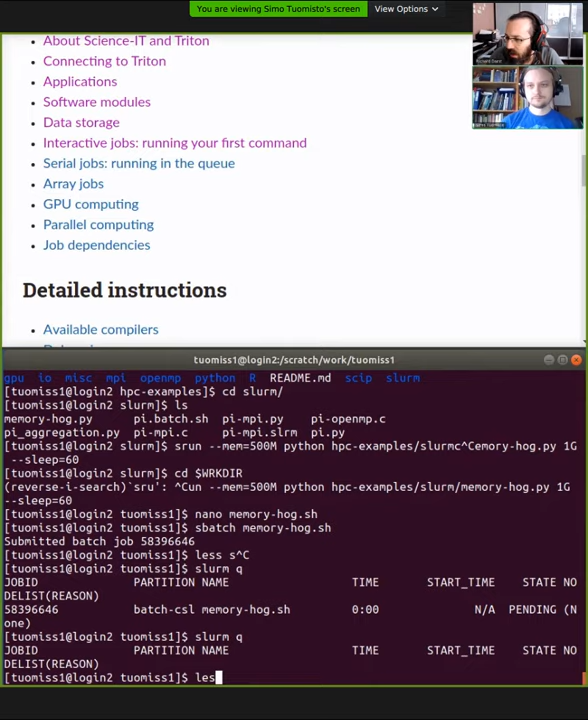 You are viewing Simo Tuomisto's screen
View Options
About Science-IT and Triton
Connecting to Triton
Applications
Software modules
Data storage
Interactive jobs: running your first command
Serial jobs: running in the queue
Array jobs
GPU computing
Parallel computing
Job dependencies
Detailed instructions
Available compilers
tuomiss1@login2:/scratch/work/tuomiss1
gpu io misc mpi openmp python R README.md scip slurm
[tuomiss1@login2 hpc-examples]$ cd slurm/
[tuomiss1@login2 slurm]$ ls
memory-hog.py pi.batch.sh pi-mpi.py pi-openmp.c
pi_aggregation.py pi-mpi.c pi-mpi.slrm pi.py
[tuomiss1@login2 slurm]$ srun --mem=500M python hpc-examples/slurmc^Cemory-hog.py 1G
--sleep=60
[tuomiss1@login2 slurm]$ cd $WRKDIR
(reverse-i-search)`sru': ^Cun --mem=500M python hpc-examples/slurm/memory-hog.py 1G
--sleep=60
[tuomiss1@login2 tuomiss1]$ nano memory-hog.sh
[tuomiss1@login2 tuomiss1]$ sbatch memory-hog.sh
Submitted batch job 58396646
[tuomiss1@login2 tuomiss1]$ less s^C
[tuomiss1@login2 tuomiss1]$ slurm q
JOBID PARTITION NAME TIME START_TIME STATE NO
DELIST(REASON)
58396646 batch-csl memory-hog.sh 0:00 N/A PENDING (N
one)
[tuomiss1@login2 tuomiss1]$ slurm q
JOBID PARTITION NAME TIME START_TIME STATE NO
DELIST(REASON)
[tuomiss1@login2 tuomiss1]$ les